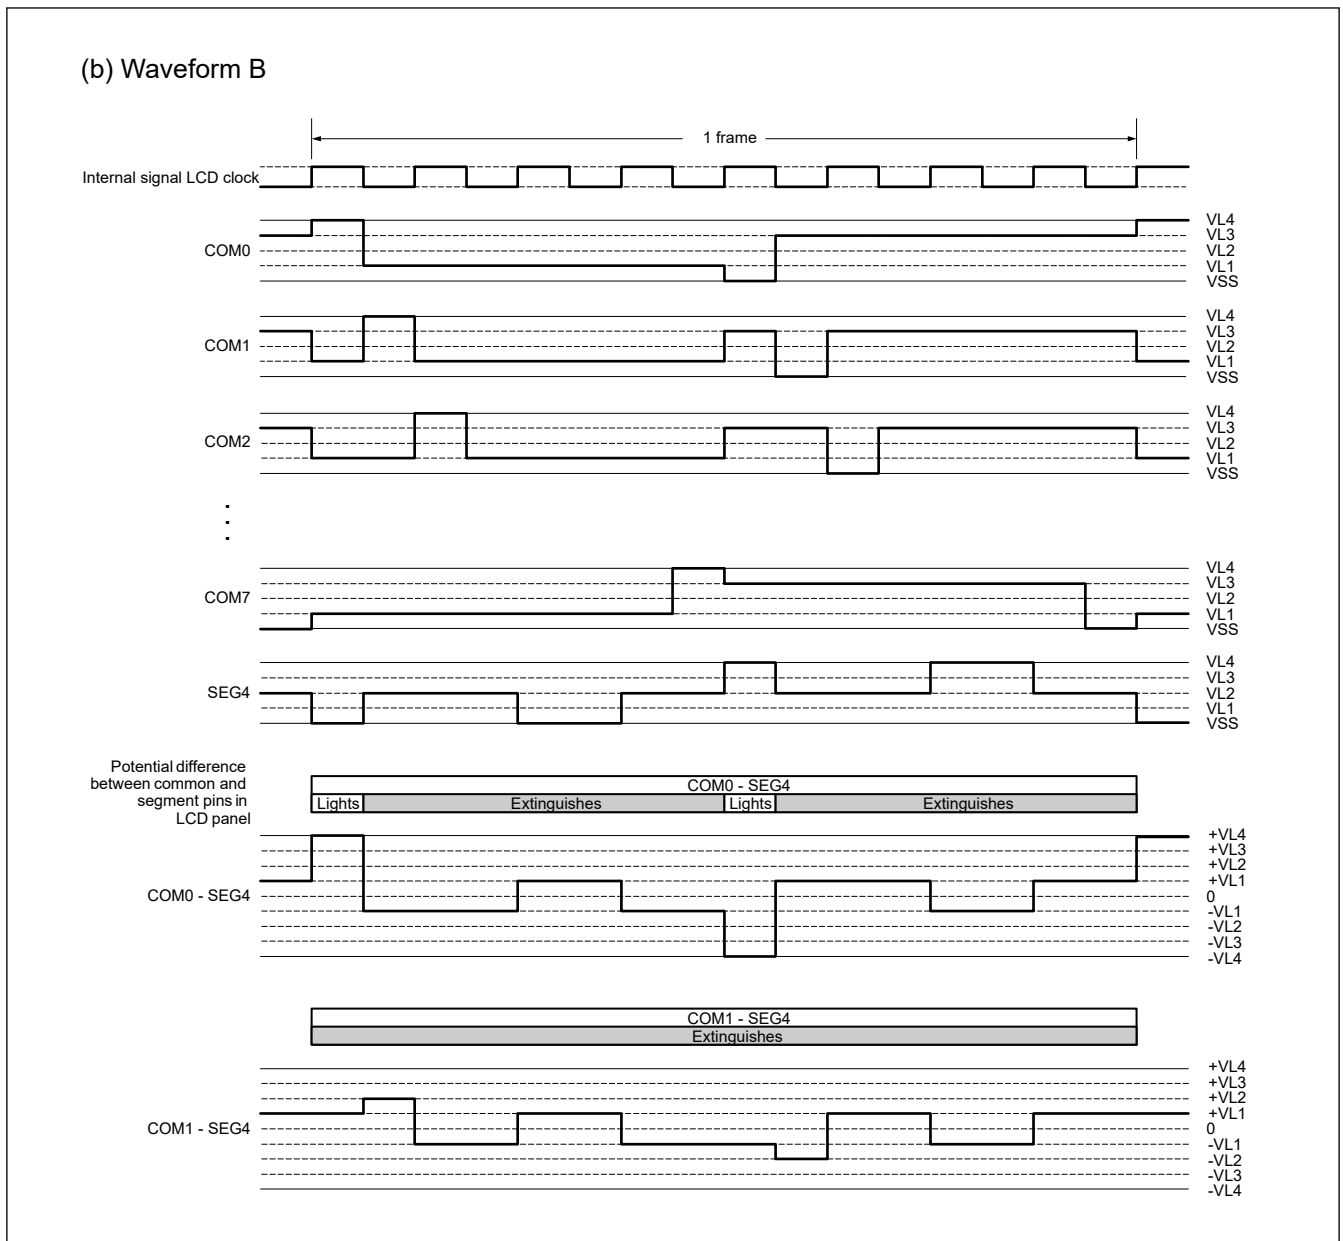 (b) Waveform B
1 frame
Internal signal LCD clock
COM0
VL4
VL3
VL2
VL1
VSS
COM1
VL4
VL3
VL2
VL1
VSS
COM2
VL4
VL3
VL2
VL1
VSS
COM7
VL4
VL3
VL2
VL1
VSS
SEG4
VL4
VL3
VL2
VL1
VSS
Potential difference
between common and
segment pins in
LCD panel
COM0 - SEG4
Lights Extinguishes Lights Extinguishes
COM0 - SEG4
+VL4
+VL3
+VL2
+VL1
0
-VL1
-VL2
-VL3
-VL4
COM1 - SEG4
Extinguishes
COM1 - SEG4
+VL4
+VL3
+VL2
+VL1
0
-VL1
-VL2
-VL3
-VL4